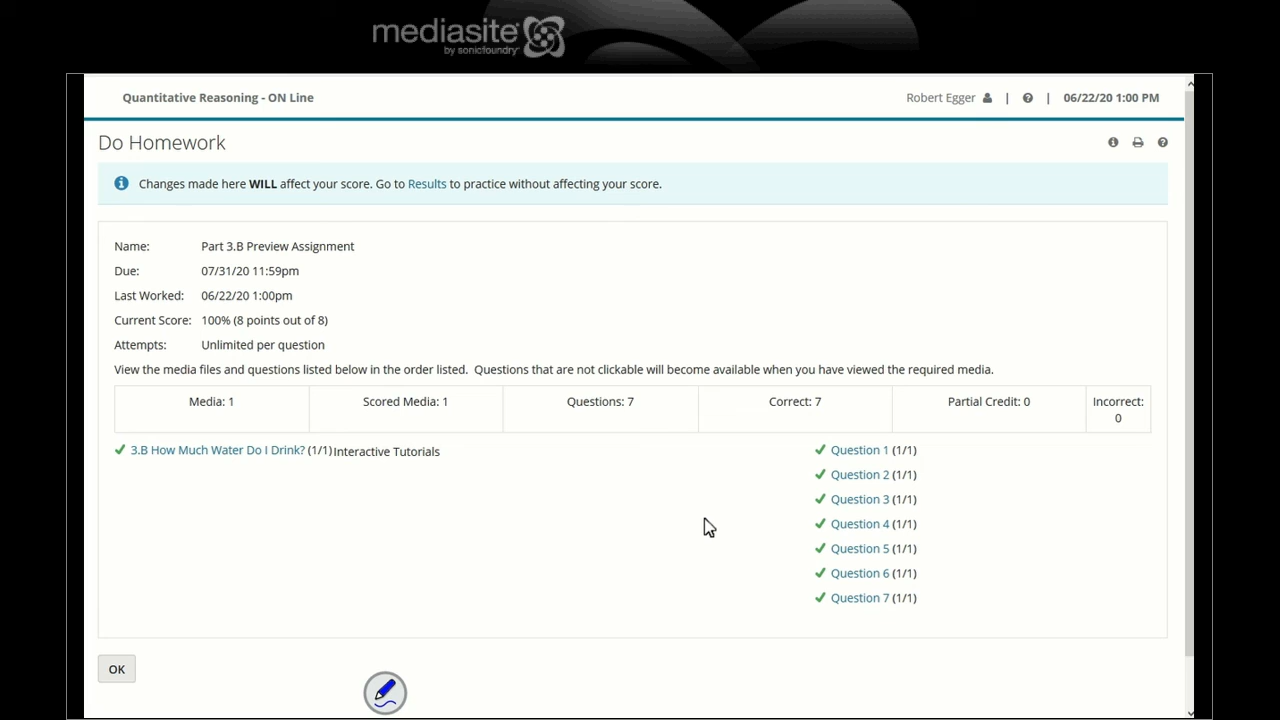 mediasite
by sonicfoundry
Quantitative Reasoning - ON Line
Robert Egger | | 06/22/20 1:00 PM
Do Homework
Changes made here WILL affect your score. Go to Results to practice without affecting your score.
Name: Part 3.B Preview Assignment
Due: 07/31/20 11:59pm
Last Worked: 06/22/20 1:00pm
Current Score: 100% (8 points out of 8)
Attempts: Unlimited per question
View the media files and questions listed below in the order listed. Questions that are not clickable will become available when you have viewed the required media.
Media: 1 Scored Media: 1 Questions: 7 Correct: 7 Partial Credit: 0 Incorrect: 0
3.B How Much Water Do I Drink? (1/1) Interactive Tutorials
Question 1 (1/1)
Question 2 (1/1)
Question 3 (1/1)
Question 4 (1/1)
Question 5 (1/1)
Question 6 (1/1)
Question 7 (1/1)
OK